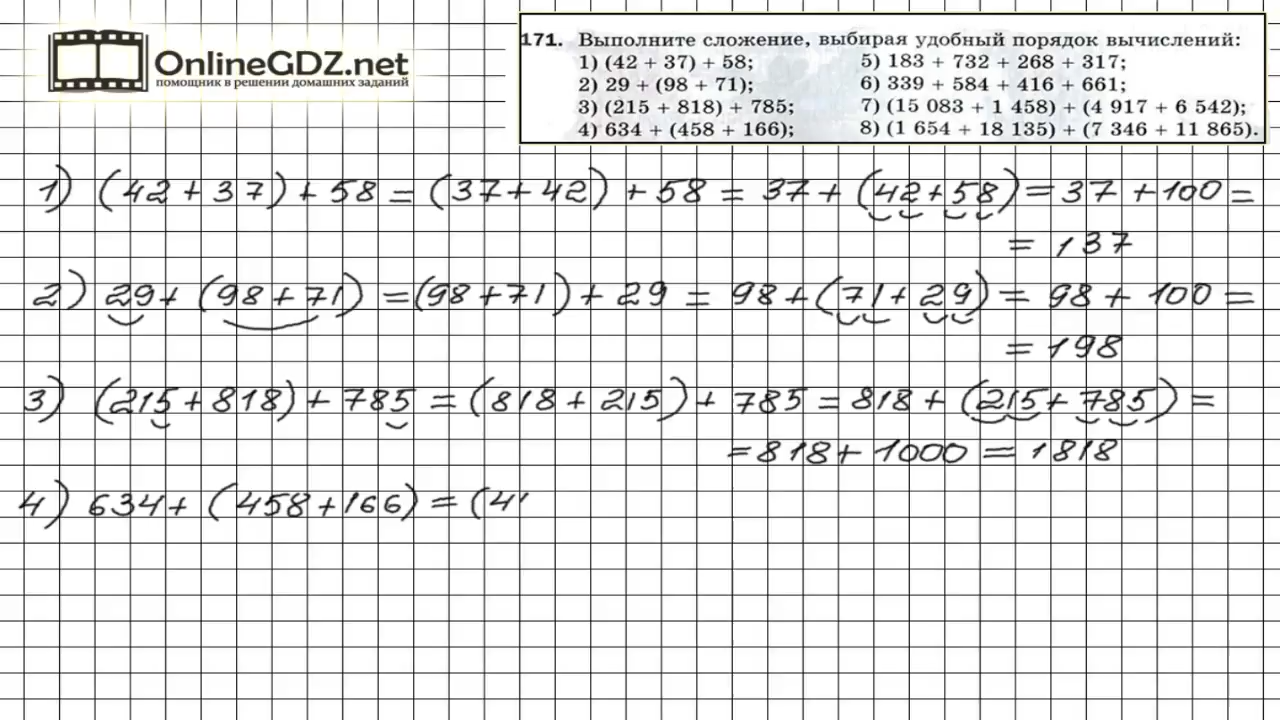 OnlineGDZ.net
помощник в решении домашних заданий
171. Выполните сложение, выбирая удобный порядок вычислений:
1) (42 + 37) + 58;
2) 29 + (98 + 71);
3) (215 + 818) + 785;
4) 634 + (458 + 166);
5) 183 + 732 + 268 + 317;
6) 339 + 584 + 416 + 661;
7) (15 083 + 1 458) + (4 917 + 6 542);
8) (1 654 + 18 135) + (7 346 + 11 865).
1) (42+37)+58=(37+42)+58=37+(42+58)=37+100=
=137
2) 29+(98+71)=(98+71)+29=98+(71+29)=98+100=
=198
3) (215+818)+785=(818+215)+785=818+(215+785)=
=818+1000=1818
4) 634+(458+166)=(4